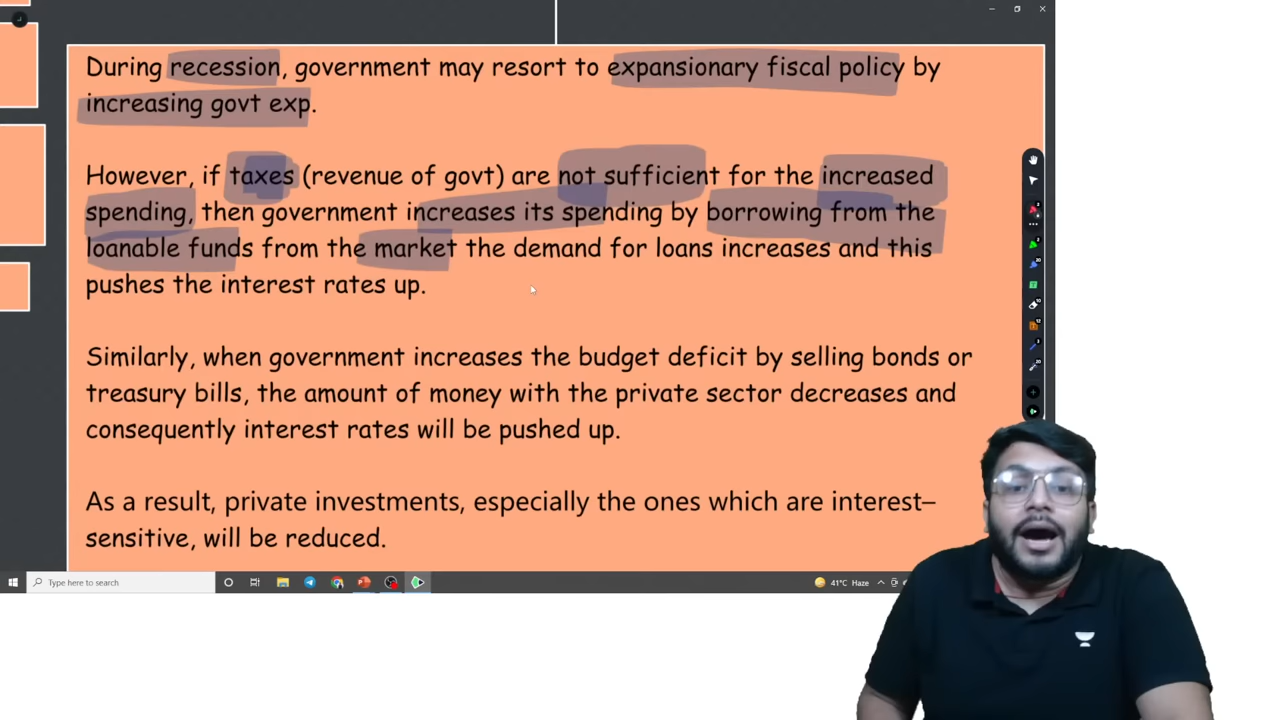 During recession, government may resort to expansionary fiscal policy by
increasing govt exp.
However, if taxes (revenue of govt) are not sufficient for the increased
spending, then government increases its spending by borrowing from the
loanable funds from the market the demand for loans increases and this
pushes the interest rates up.
Similarly, when government increases the budget deficit by selling bonds or
treasury bills, the amount of money with the private sector decreases and
consequently interest rates will be pushed up.
As a result, private investments, especially the ones which are interest–
sensitive, will be reduced.
Type here to search
41°C Haze